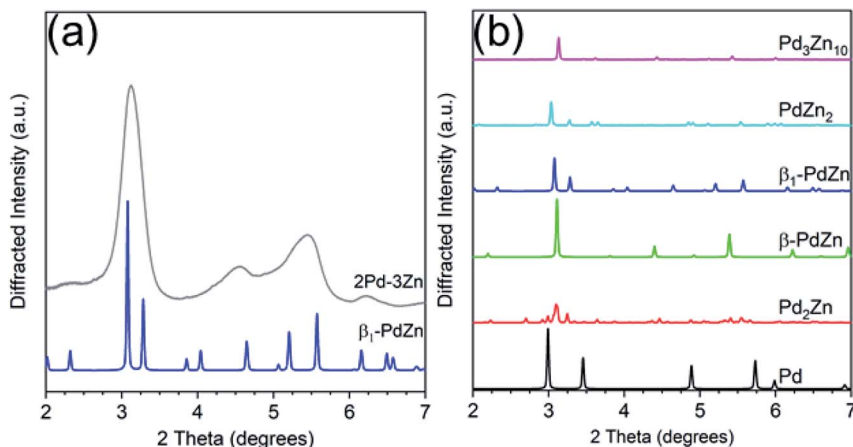 (a)
Diffracted Intensity (a.u.)
2Pd-3Zn
β₁-PdZn
2 3 4 5 6 7
2 Theta (degrees)
(b)
Diffracted Intensity (a.u.)
Pd₃Zn₁₀
PdZn₂
β₁-PdZn
β-PdZn
Pd₂Zn
Pd
2 3 4 5 6 7
2 Theta (degrees)